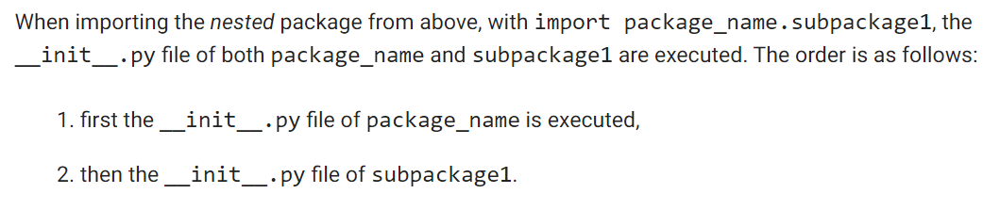 When importing the nested package from above, with import package_name.subpackage1, the
__init__.py file of both package_name and subpackage1 are executed. The order is as follows:
1. first the __init__.py file of package_name is executed,
2. then the __init__.py file of subpackage1.